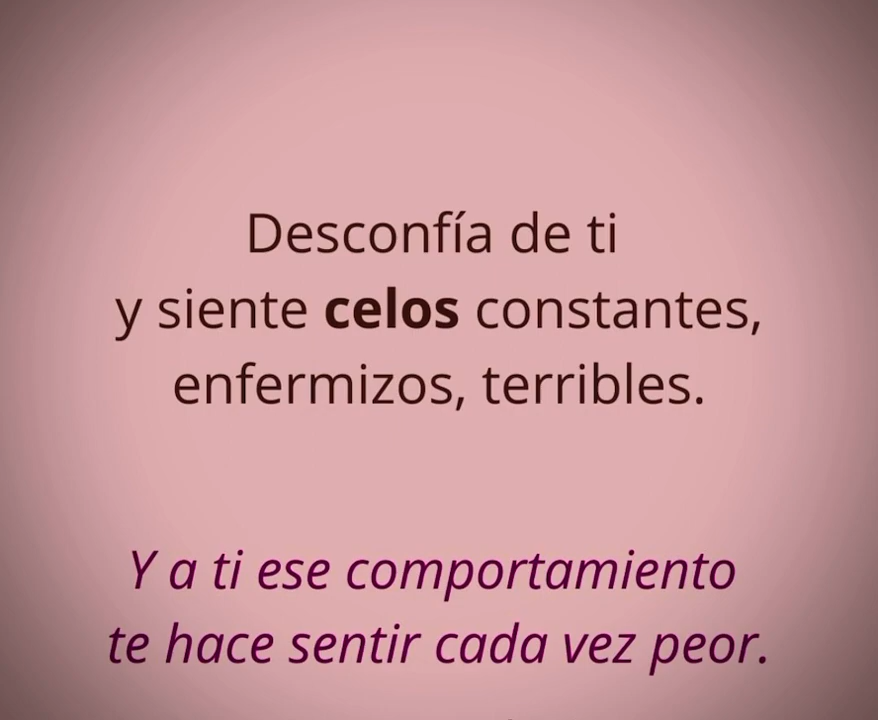 Desconfía de ti
y siente celos constantes,
enfermizos, terribles.
Y a ti ese comportamiento
te hace sentir cada vez peor.